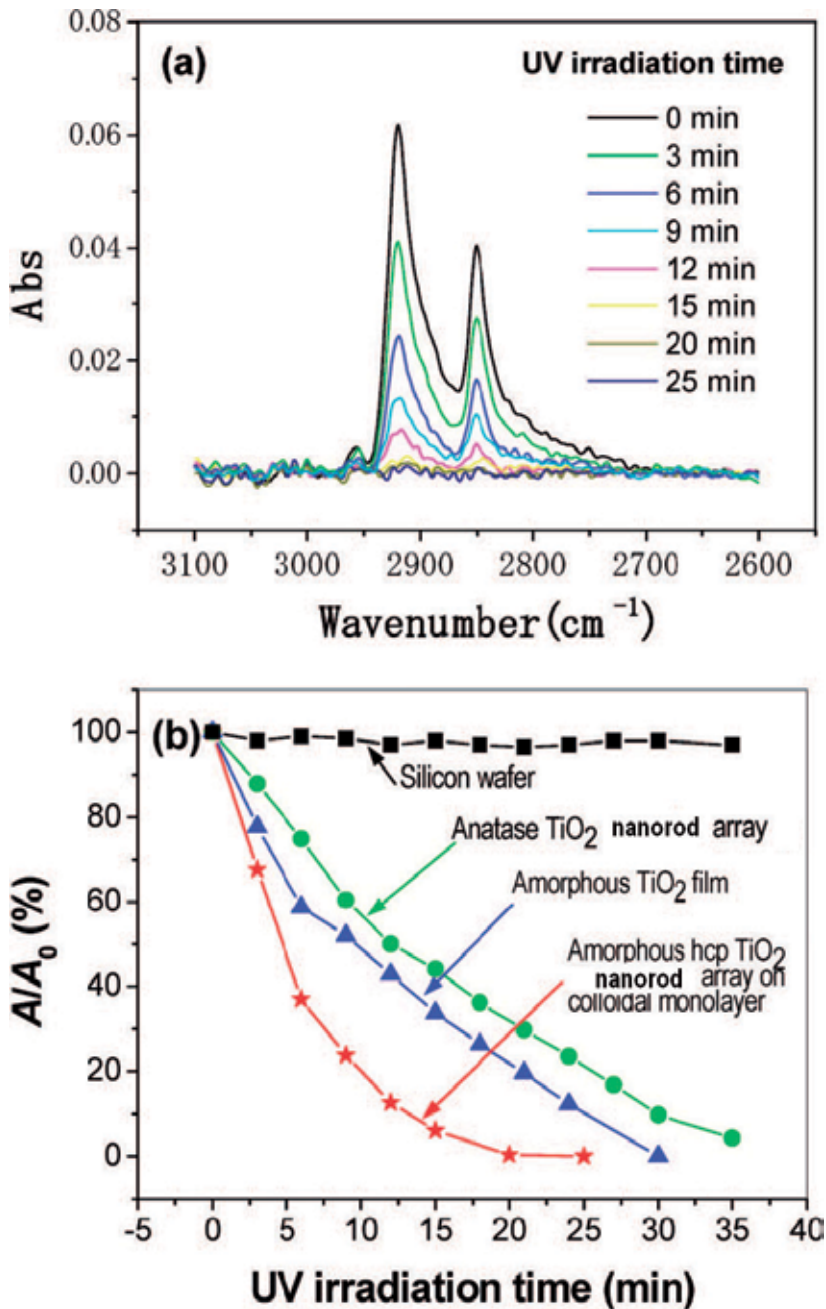 (a)
UV irradiation time
0 min
3 min
6 min
9 min
12 min
15 min
20 min
25 min
0.08
0.06
0.04
0.02
0.00
Abs
3100 3000 2900 2800 2700 2600
Wavenumber(cm⁻¹)
(b)
100
80
60
40
20
0
A/A₀ (%)
Silicon wafer
Anatase TiO₂ nanorod array
Amorphous TiO₂ film
Amorphous hcp TiO₂
nanorod array on
colloidal monolayer
-5 0 5 10 15 20 25 30 35 40
UV irradiation time (min)